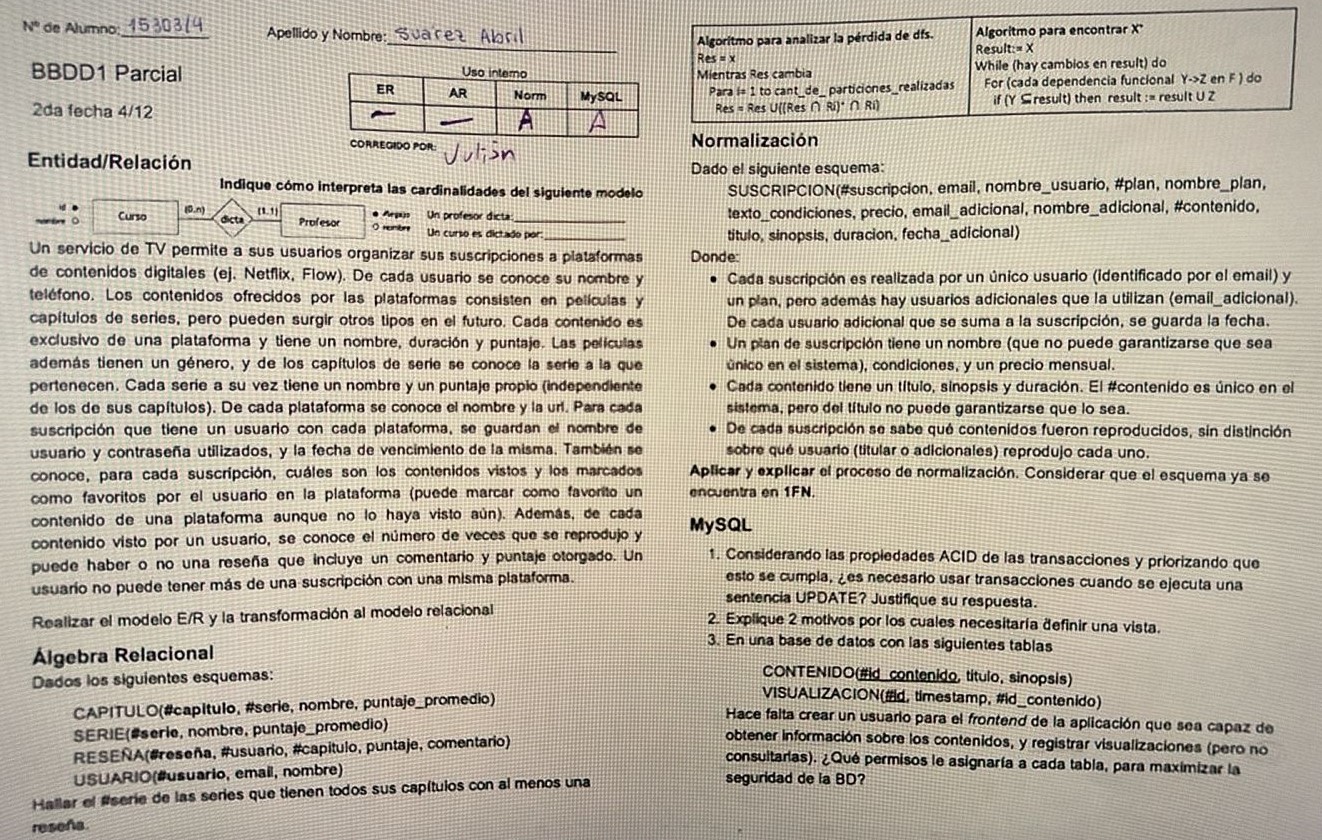 Nº de Alumno: 15303/4
Apellido y Nombre: Suarez Abril
BBDD1 Parcial
2da fecha 4/12
Uso interno
ER AR Norm MySQL
— — A A
CORREGIDO POR: Julián
Entidad/Relación
Indique cómo interpreta las cardinalidades del siguiente modelo
id
nombre
Curso
(0,n)
dicta
(1,1)
Profesor
nombre
Un profesor dicta:
Un curso es dictado por:
Un servicio de TV permite a sus usuarios organizar sus suscripciones a plataformas
de contenidos digitales (ej. Netflix, Flow). De cada usuario se conoce su nombre y
teléfono. Los contenidos ofrecidos por las plataformas consisten en películas y
capítulos de series, pero pueden surgir otros tipos en el futuro. Cada contenido es
exclusivo de una plataforma y tiene un nombre, duración y puntaje. Las películas
además tienen un género, y de los capítulos de serie se conoce la serie a la que
pertenecen. Cada serie a su vez tiene un nombre y un puntaje propio (independiente
de los de sus capítulos). De cada plataforma se conoce el nombre y la url. Para cada
suscripción que tiene un usuario con cada plataforma, se guardan el nombre de
usuario y contraseña utilizados, y la fecha de vencimiento de la misma. También se
conoce, para cada suscripción, cuáles son los contenidos vistos y los marcados
como favoritos por el usuario en la plataforma (puede marcar como favorito un
contenido de una plataforma aunque no lo haya visto aún). Además, de cada
contenido visto por un usuario, se conoce el número de veces que se reprodujo y
puede haber o no una reseña que incluye un comentario y puntaje otorgado. Un
usuario no puede tener más de una suscripción con una misma plataforma.
Realizar el modelo E/R y la transformación al modelo relacional
Álgebra Relacional
Dados los siguientes esquemas:
CAPITULO(#capitulo, #serie, nombre, puntaje_promedio)
SERIE(#serie, nombre, puntaje_promedio)
RESEÑA(#reseña, #usuario, #capitulo, puntaje, comentario)
USUARIO(#usuario, email, nombre)
Hallar el #serie de las series que tienen todos sus capítulos con al menos una
reseña.
Algoritmo para analizar la pérdida de dfs.
Res = x
Mientras Res cambia
Para i= 1 to cant_de_ particiones_realizadas
Res = Res U((Res ∩ Ri)⁺ ∩ Ri)
Algoritmo para encontrar X⁺
Result:= X
While (hay cambios en result) do
For (cada dependencia funcional Y->Z en F ) do
if (Y ⊆ result) then result := result U Z
Normalización
Dado el siguiente esquema:
SUSCRIPCION(#suscripcion, email, nombre_usuario, #plan, nombre_plan,
texto_condiciones, precio, email_adicional, nombre_adicional, #contenido,
titulo, sinopsis, duracion, fecha_adicional)
Donde:
• Cada suscripción es realizada por un único usuario (identificado por el email) y
un plan, pero además hay usuarios adicionales que la utilizan (email_adicional).
De cada usuario adicional que se suma a la suscripción, se guarda la fecha.
• Un plan de suscripción tiene un nombre (que no puede garantizarse que sea
único en el sistema), condiciones, y un precio mensual.
• Cada contenido tiene un título, sinopsis y duración. El #contenido es único en el
sistema, pero del título no puede garantizarse que lo sea.
• De cada suscripción se sabe qué contenidos fueron reproducidos, sin distinción
sobre qué usuario (titular o adicionales) reprodujo cada uno.
Aplicar y explicar el proceso de normalización. Considerar que el esquema ya se
encuentra en 1FN.
MySQL
1. Considerando las propiedades ACID de las transacciones y priorizando que
esto se cumpla, ¿es necesario usar transacciones cuando se ejecuta una
sentencia UPDATE? Justifique su respuesta.
2. Explique 2 motivos por los cuales necesitaría definir una vista.
3. En una base de datos con las siguientes tablas
CONTENIDO(#id_contenido, titulo, sinopsis)
VISUALIZACION(#id, timestamp, #id_contenido)
Hace falta crear un usuario para el frontend de la aplicación que sea capaz de
obtener información sobre los contenidos, y registrar visualizaciones (pero no
consultarlas). ¿Qué permisos le asignaría a cada tabla, para maximizar la
seguridad de la BD?